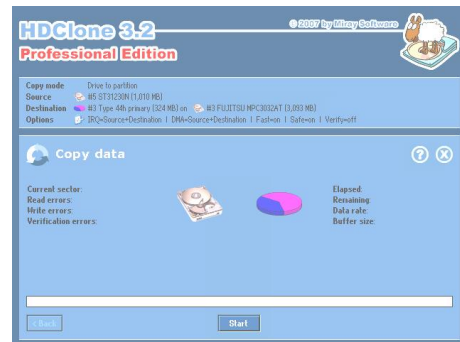 HDClone 3.2
© 2007 by Miray Software
Professional Edition
Copy mode Drive to partition
Source #5 ST31230N (1,010 MB)
Destination #3 Type 44h primary (324 MB) on #3 FUJITSU MPC3032AT (3,093 MB)
Options IRQ=Source+Destination | DMA=Source+Destination | Fast=on | Safe=on | Verify=off
Copy data
Current sector:
Read errors:
Write errors:
Verification errors:
Elapsed:
Remaining:
Data rate:
Buffer size:
< Back
Start